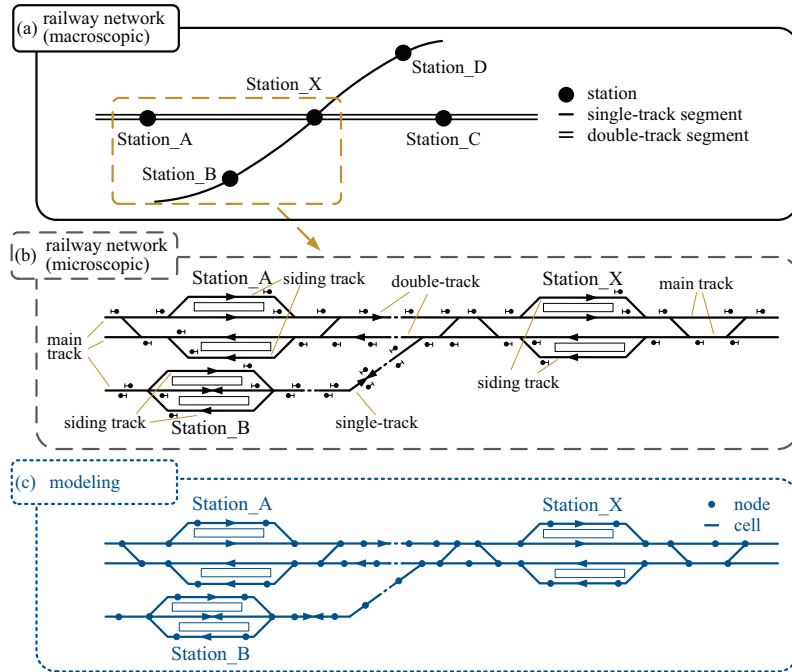 (a) railway network
(macroscopic)
Station_D
Station_X
Station_A
Station_C
Station_B
station
single-track segment
double-track segment
(b) railway network
(microscopic)
Station_A siding track
double-track
Station_X
main track
main
track
siding track
siding track
Station_B
single-track
(c) modeling
Station_A
Station_X
node
cell
Station_B